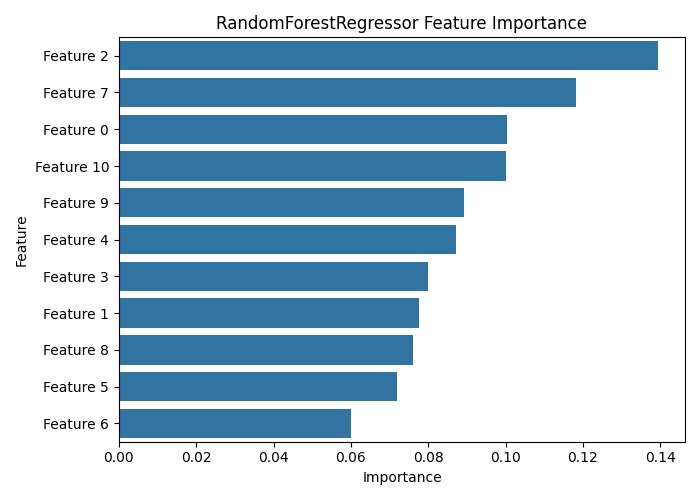 RandomForestRegressor Feature Importance
Feature 2
Feature 7
Feature 0
Feature 10
Feature 9
Feature 4
Feature 3
Feature 1
Feature 8
Feature 5
Feature 6
Feature
0.00 0.02 0.04 0.06 0.08 0.10 0.12 0.14
Importance